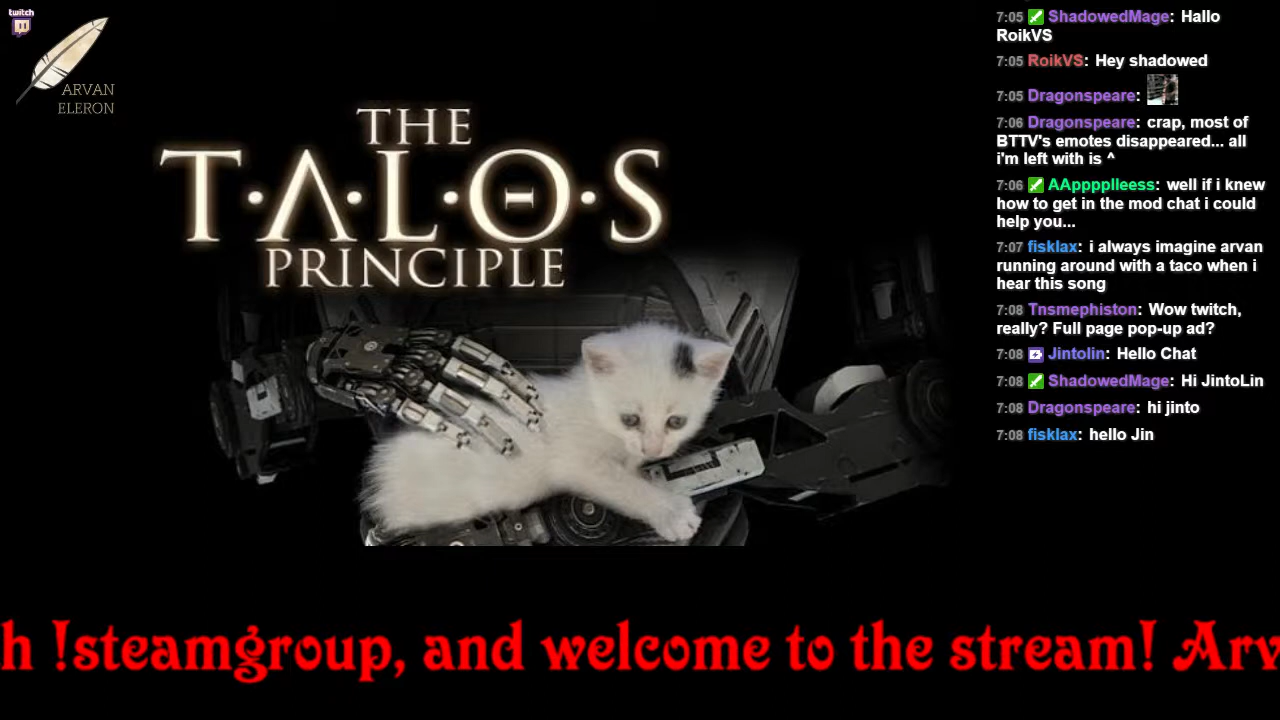 twitch
ARVAN
ELERON
THE
T·Λ·L·Θ·S
PRINCIPLE
7:05 ShadowedMage: Hallo
RoikVS
7:05 RoikVS: Hey shadowed
7:05 Dragonspeare:
7:06 Dragonspeare: crap, most of
BTTV's emotes disappeared... all
i'm left with is ^
7:06 AAppppllleess: well if i knew
how to get in the mod chat i could
help you...
7:07 fisklax: i always imagine arvan
running around with a taco when i
hear this song
7:08 Tnsmephiston: Wow twitch,
really? Full page pop-up ad?
7:08 Jintolin: Hello Chat
7:08 ShadowedMage: Hi JintoLin
7:08 Dragonspeare: hi jinto
7:08 fisklax: hello Jin
h !steamgroup, and welcome to the stream! Arv